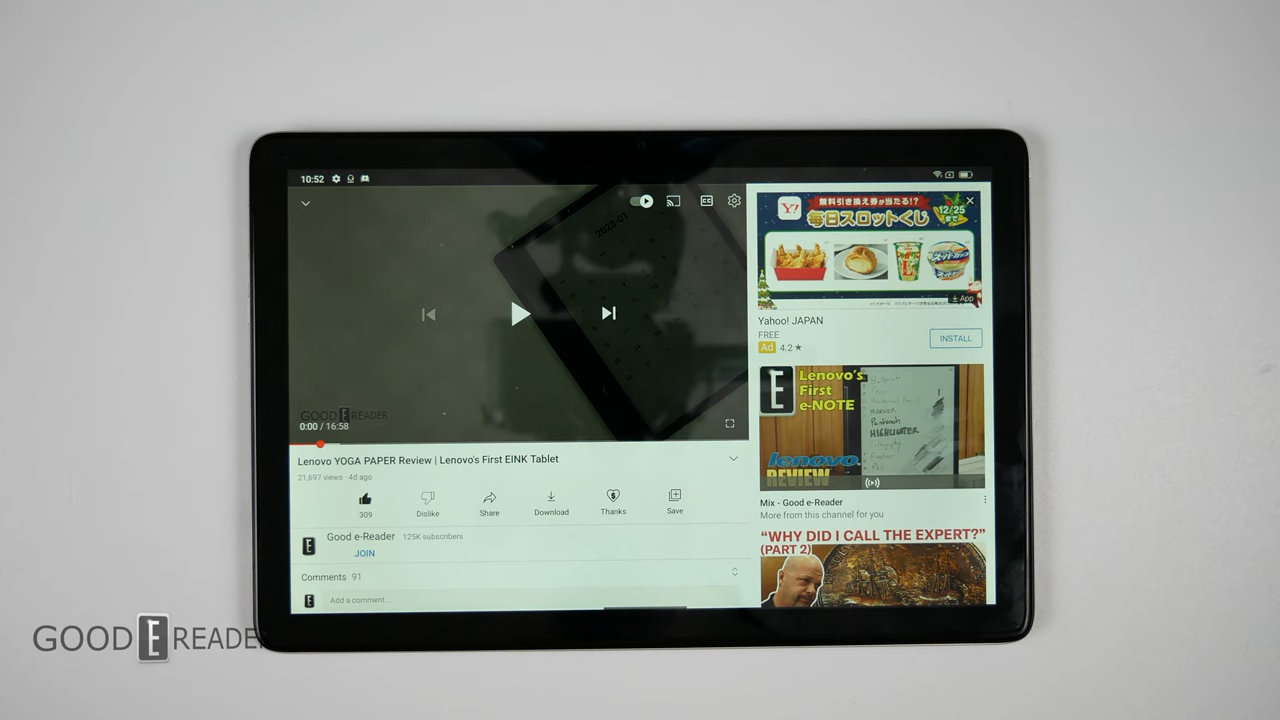 10:52
2023-01
GOOD E READER
0:00 / 16:58
Lenovo YOGA PAPER Review | Lenovo's First EINK Tablet
21,697 views · 4d ago
309
Dislike
Share
Download
Thanks
Save
Good e-Reader 125K subscribers
JOIN
Comments 91
Add a comment...
Y!
無料引き換え券が当たる!?
毎日スロットくじ
12/25
まで
App
Yahoo! JAPAN
FREE
Ad 4.2★
INSTALL
E
Lenovo's
First
e-NOTE
Ballpoint
MARKER
Paintbrush
HIGHLIGHTER
lenovo
REVIEW
Mix - Good e-Reader
More from this channel for you
“WHY DID I CALL THE EXPERT?”
(PART 2)
GOOD E READER